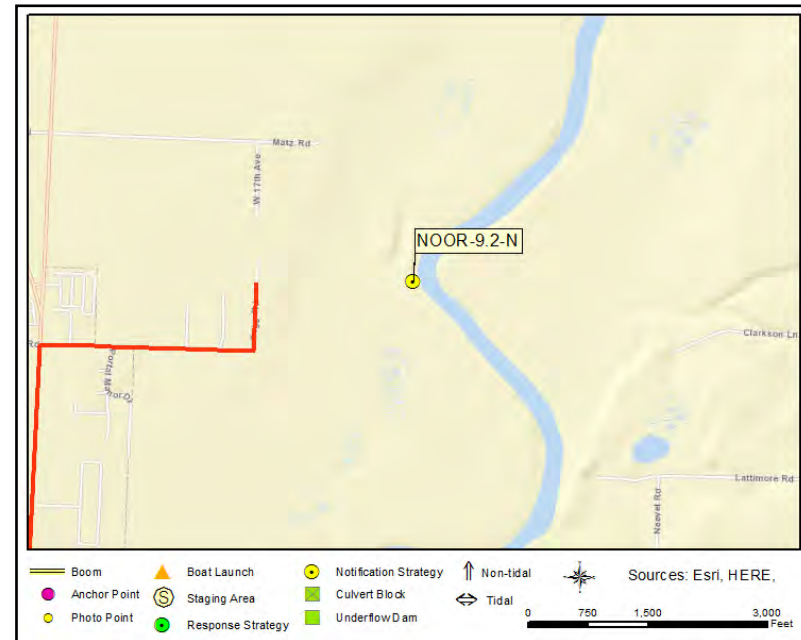 Matz Rd
W 17th Ave
NOOR-9.2-N
Rd
Clarkson Ln
Lattimore Rd
Neevel Rd
Boom
Boat Launch
Notification Strategy
Non-tidal
Sources: Esri, HERE,
Anchor Point
Staging Area
Culvert Block
Tidal
Photo Point
Response Strategy
Underflow Dam
0 750 1,500 3,000
Feet